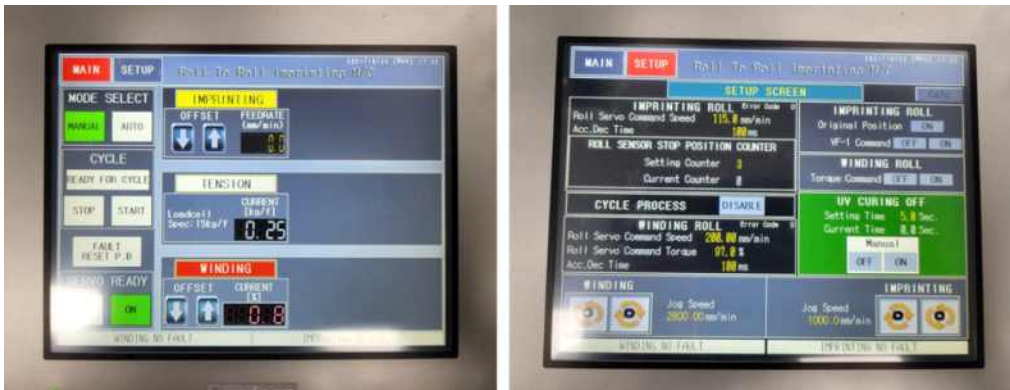 MAIN SETUP Roll To Roll Imprinting M/C
MODE SELECT
MANUAL AUTO
CYCLE
READY FOR CYCLE
STOP START
FAULT
RESET P.B
SERVO READY
ON
IMPRINTING
OFFSET FEEDRATE
(mm/min)
0.0
TENSION
CURRENT
[kg/f]
Loadcell
Spec:15kg/f
0.25
WINDING
OFFSET CURRENT
[%]
0.8
WINDING NO FAULT
MAIN SETUP Roll To Roll Imprinting M/C
SETUP SCREEN
IMPRINTING ROLL Error Code 0
Roll Servo Command Speed 115.0 mm/min
Acc.Dec Time 100 ms
ROLL SENSOR STOP POSITION COUNTER
Setting Counter 3
Current Counter
CYCLE PROCESS DISABLE
WINDING ROLL Error Code 0
Roll Servo Command Speed 200.00 mm/min
Roll Servo Command Torque 97.0 %
Acc.Dec Time 100 ms
IMPRINTING ROLL
Original Position ON
VF-1 Command OFF ON
WINDING ROLL
Torque Command OFF ON
UV CURING OFF
Setting Time 5.0 Sec.
Current Time 0.0 Sec.
Manual
OFF ON
WINDING
Jog Speed
2800.00 mm/min
IMPRINTING
Jog Speed
1000.0 mm/min
WINDING NO FAULT IMPRINTING NO FAULT